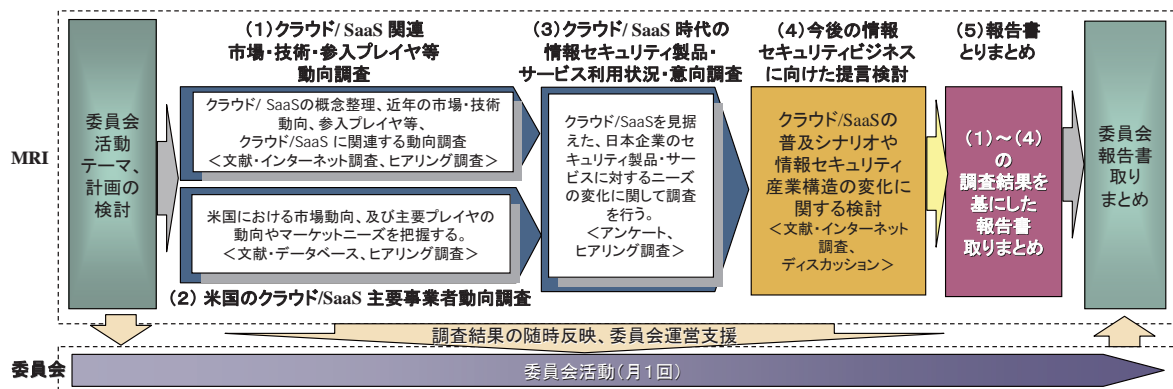 (1)クラウド/ SaaS 関連
市場・技術・参入プレイヤ等
動向調査
(3)クラウド/ SaaS 時代の
情報セキュリティ製品・
サービス利用状況・意向調査
(4)今後の情報
セキュリティビジネス
に向けた提言検討
(5)報告書
とりまとめ
MRI
委員会
活動
テーマ、
計画の
検討
クラウド/ SaaSの概念整理、近年の市場・技術
動向、参入プレイヤ等、
クラウド/SaaSに関連する動向調査
<文献・インターネット調査、ヒアリング調査>
米国における市場動向、及び主要プレイヤの
動向やマーケットニーズを把握する。
<文献・データベース、ヒアリング調査>
(2) 米国のクラウド/SaaS 主要事業者動向調査
クラウド/SaaSを見据
えた、日本企業のセ
キュリティ製品・サー
ビスに対するニーズ
の変化に関して調査
を行う。
<アンケート、
ヒアリング調査>
クラウド/SaaSの
普及シナリオや
情報セキュリティ
産業構造の変化に
関する検討
<文献・インターネット
調査、
ディスカッション>
(1)~(4)
の
調査結果を
基にした
報告書
取りまとめ
委員会
報告書
取り
まとめ
調査結果の随時反映、委員会運営支援
委員会
委員会活動(月1回)